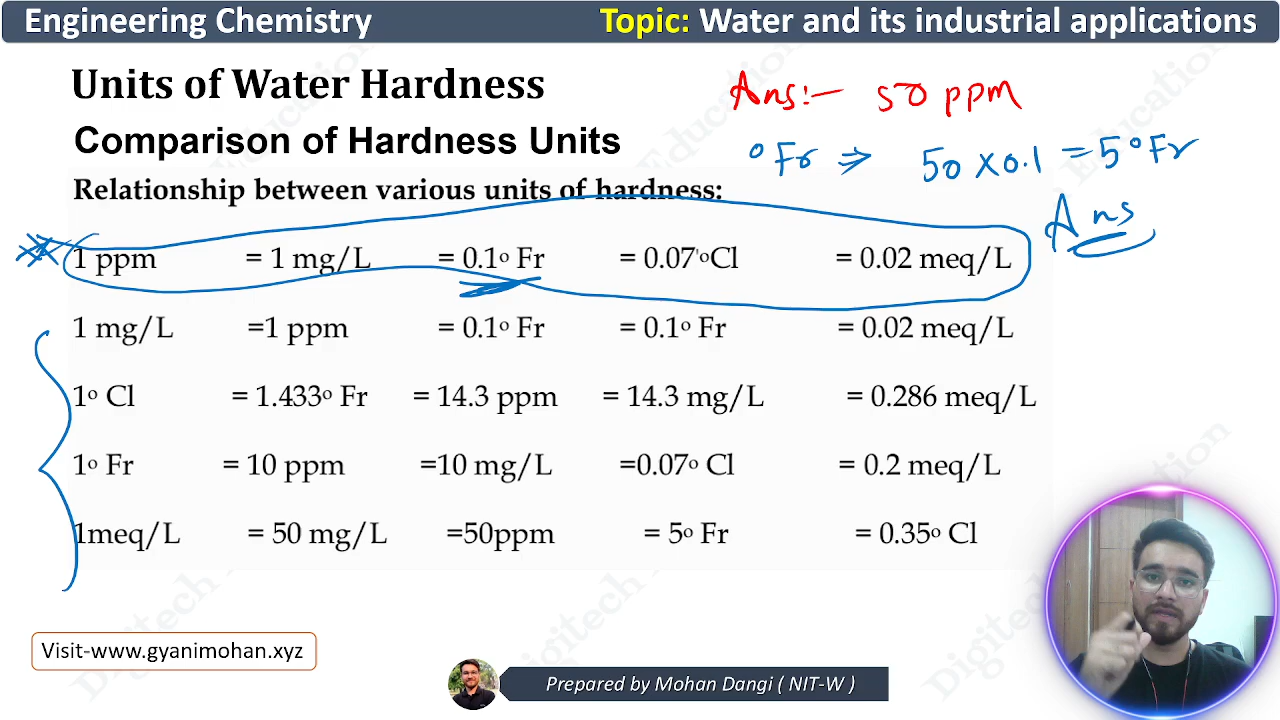 Engineering Chemistry
Topic: Water and its industrial applications
Units of Water Hardness
Ans:- 50 ppm
Comparison of Hardness Units
°Fr ⇒ 50 x 0.1 = 5°Fr
Ans
Relationship between various units of hardness:
1 ppm = 1 mg/L = 0.1° Fr = 0.07°Cl = 0.02 meq/L
1 mg/L =1 ppm = 0.1° Fr = 0.1° Fr = 0.02 meq/L
1° Cl = 1.433° Fr = 14.3 ppm = 14.3 mg/L = 0.286 meq/L
1° Fr = 10 ppm =10 mg/L =0.07° Cl = 0.2 meq/L
1meq/L = 50 mg/L =50ppm = 5° Fr = 0.35° Cl
Visit-www.gyanimohan.xyz
Prepared by Mohan Dangi ( NIT-W )
Digitech Education